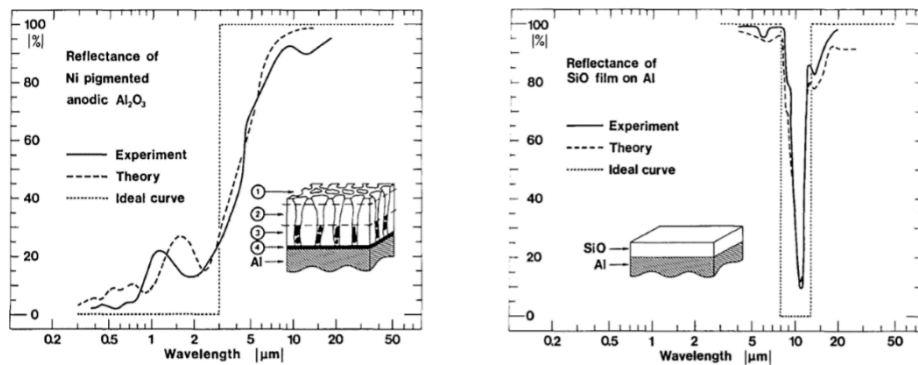 100
|%|
80
60
40
20
0
Reflectance of
Ni pigmented
anodic Al₂O₃
Experiment
Theory
Ideal curve
1
2
3
4
Al
0.2 0.5 1 2 5 10 20 50
Wavelength |μm|
100
|%|
80
60
40
20
0
Reflectance of
SiO film on Al
Experiment
Theory
Ideal curve
SiO
Al
0.2 0.5 1 2 5 10 20 50
Wavelength |μm|